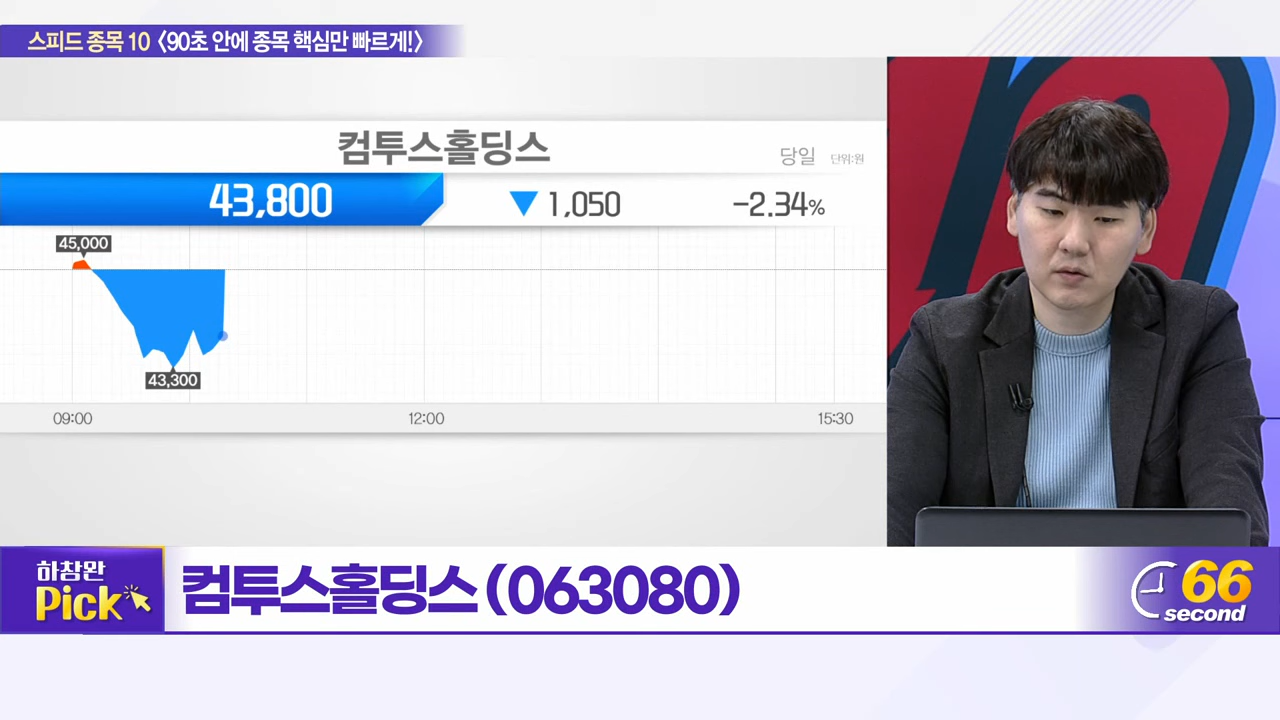 스피드 종목 10 〈90초 안에 종목 핵심만 빠르게!〉
컴투스홀딩스
당일 단위:원
43,800 ▼ 1,050 -2.34%
45,000
43,300
09:00 12:00 15:30
하창완
Pick
컴투스홀딩스(063080)
66
second